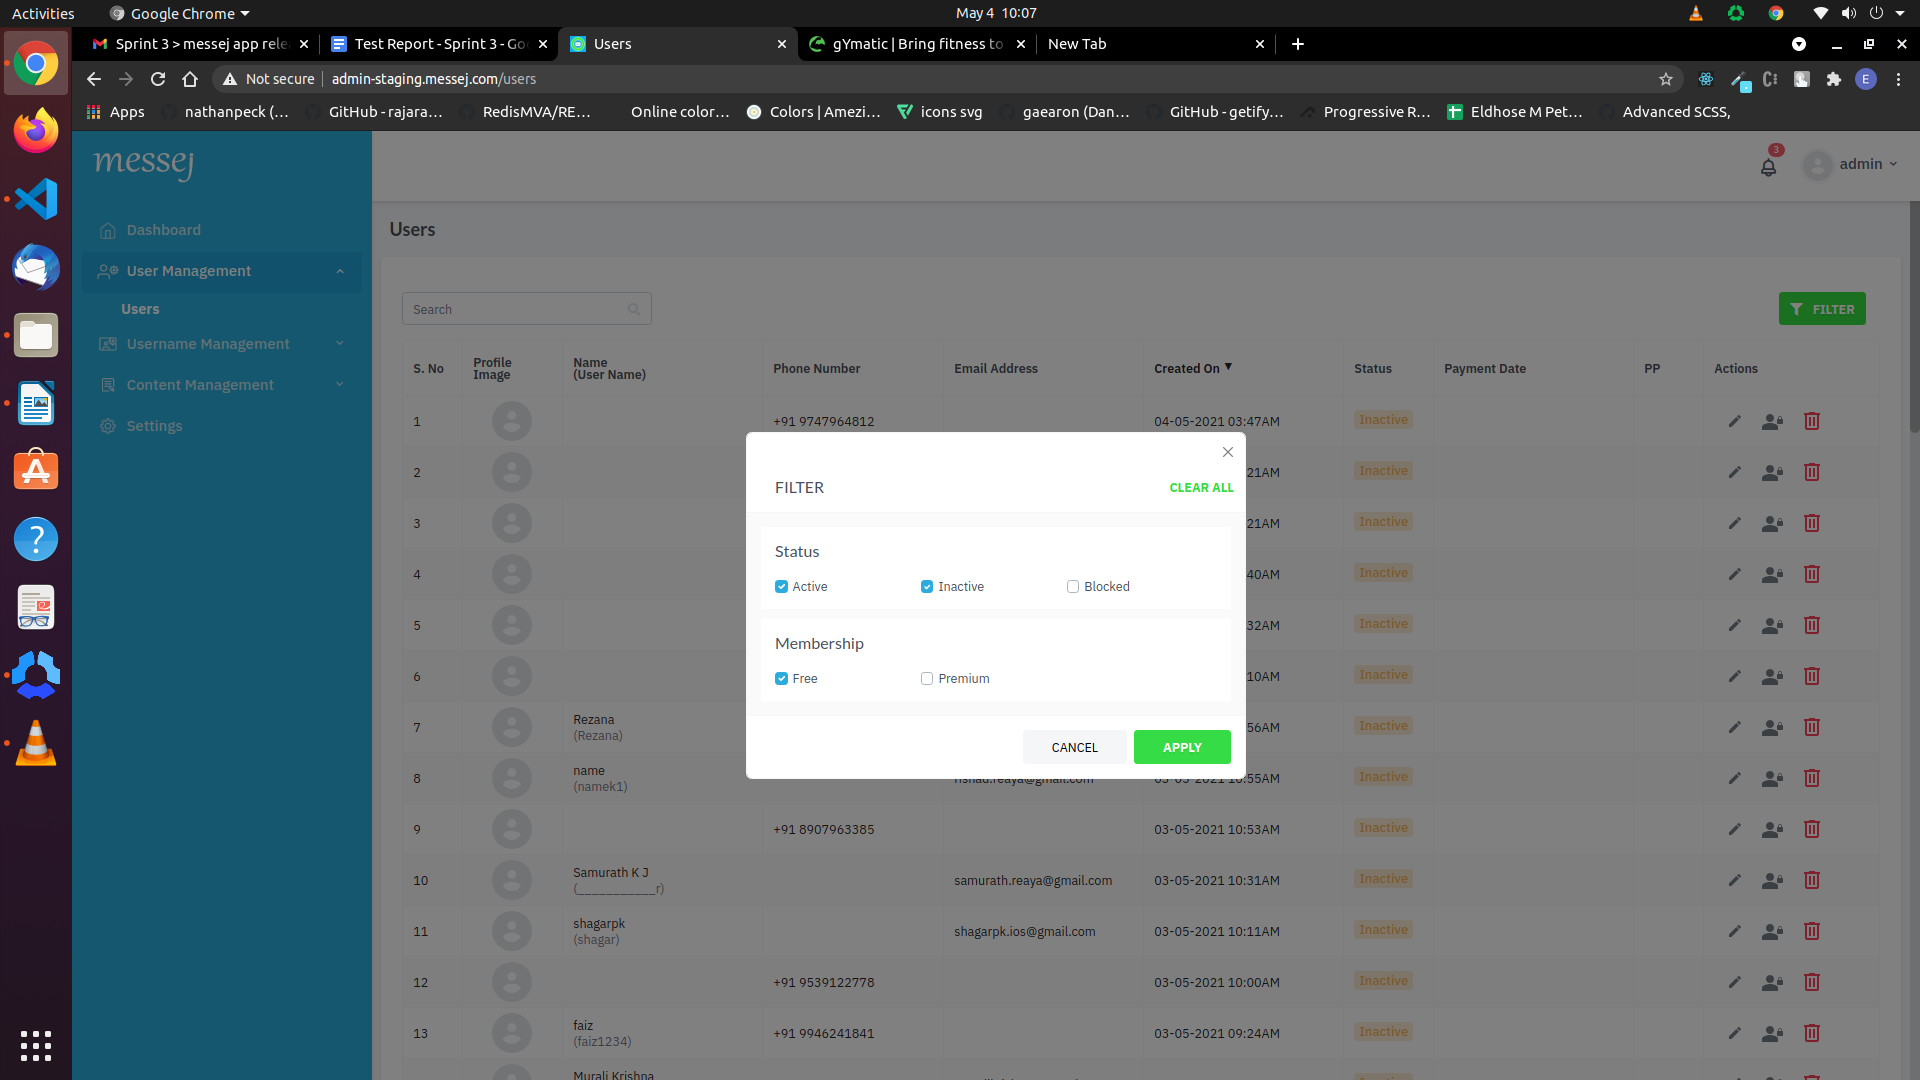 Activities Google Chrome May 4 10:07
Sprint 3 > messej app rele Test Report - Sprint 3 - Go Users gYmatic | Bring fitness to New Tab
Not secure admin-staging.messej.com/users E
Apps nathanpeck (... GitHub - rajara... RedisMVA/RE... Online color... Colors | Amezi... icons svg gaearon (Dan... GitHub - getify... Progressive R... Eldhose M Pet... Advanced SCSS,
messej
3
admin
Dashboard
User Management
Users
Username Management
Content Management
Settings
Users
Search
FILTER
S. No Profile Image Name (User Name) Phone Number Email Address Created On Status Payment Date PP Actions
1 +91 9747964812 04-05-2021 03:47AM Inactive
2 21AM Inactive
3 21AM Inactive
4 40AM Inactive
5 32AM Inactive
6 10AM Inactive
7 Rezana (Rezana) 56AM Inactive
8 name (namek1) rishad.reaya@gmail.com 03-05-2021 10:55AM Inactive
9 +91 8907963385 03-05-2021 10:53AM Inactive
10 Samurath K J (___________r) samurath.reaya@gmail.com 03-05-2021 10:31AM Inactive
11 shagarpk (shagar) shagarpk.ios@gmail.com 03-05-2021 10:11AM Inactive
12 +91 9539122778 03-05-2021 10:00AM Inactive
13 faiz (faiz1234) +91 9946241841 03-05-2021 09:24AM Inactive
Murali Krishna
FILTER
CLEAR ALL
Status
Active Inactive Blocked
Membership
Free Premium
CANCEL APPLY